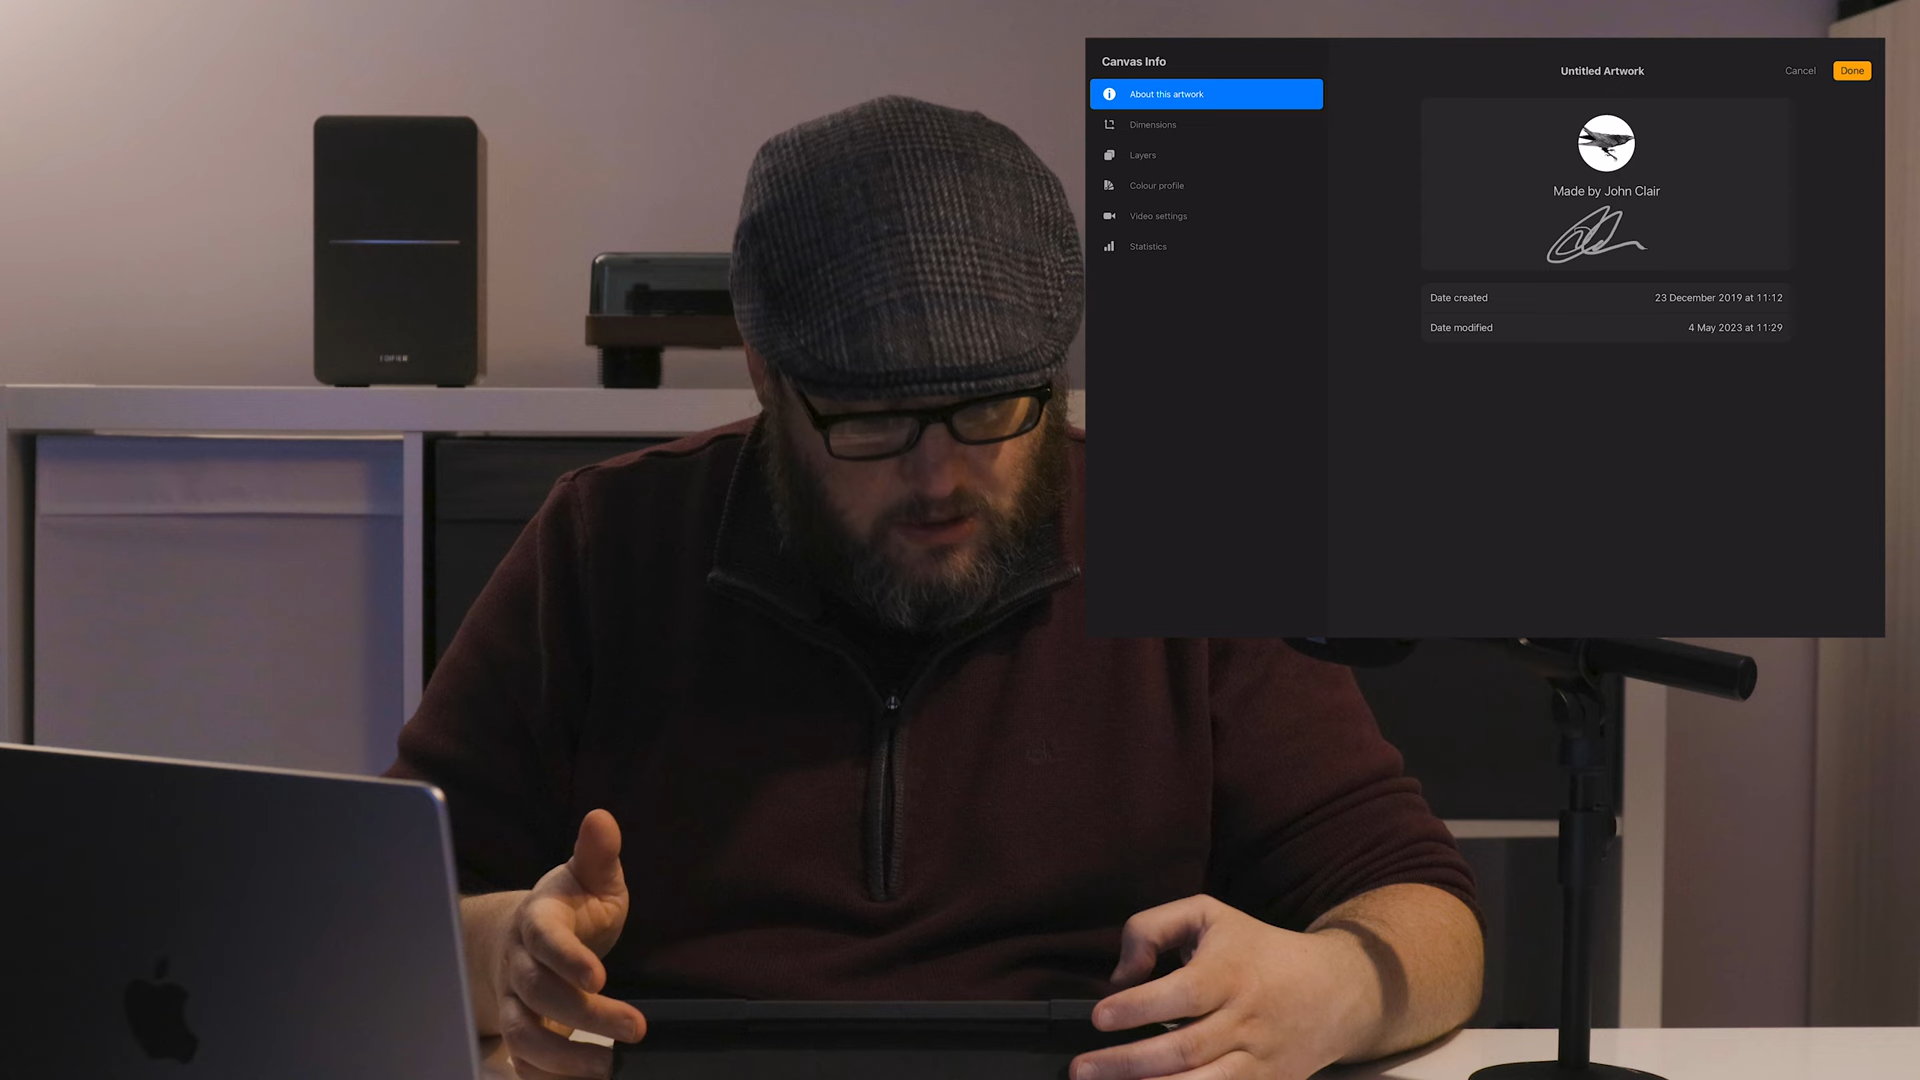 Canvas Info
Untitled Artwork
Cancel
Done
About this artwork
Dimensions
Layers
Colour profile
Video settings
Statistics
Made by John Clair
Date created
23 December 2019 at 11:12
Date modified
4 May 2023 at 11:29